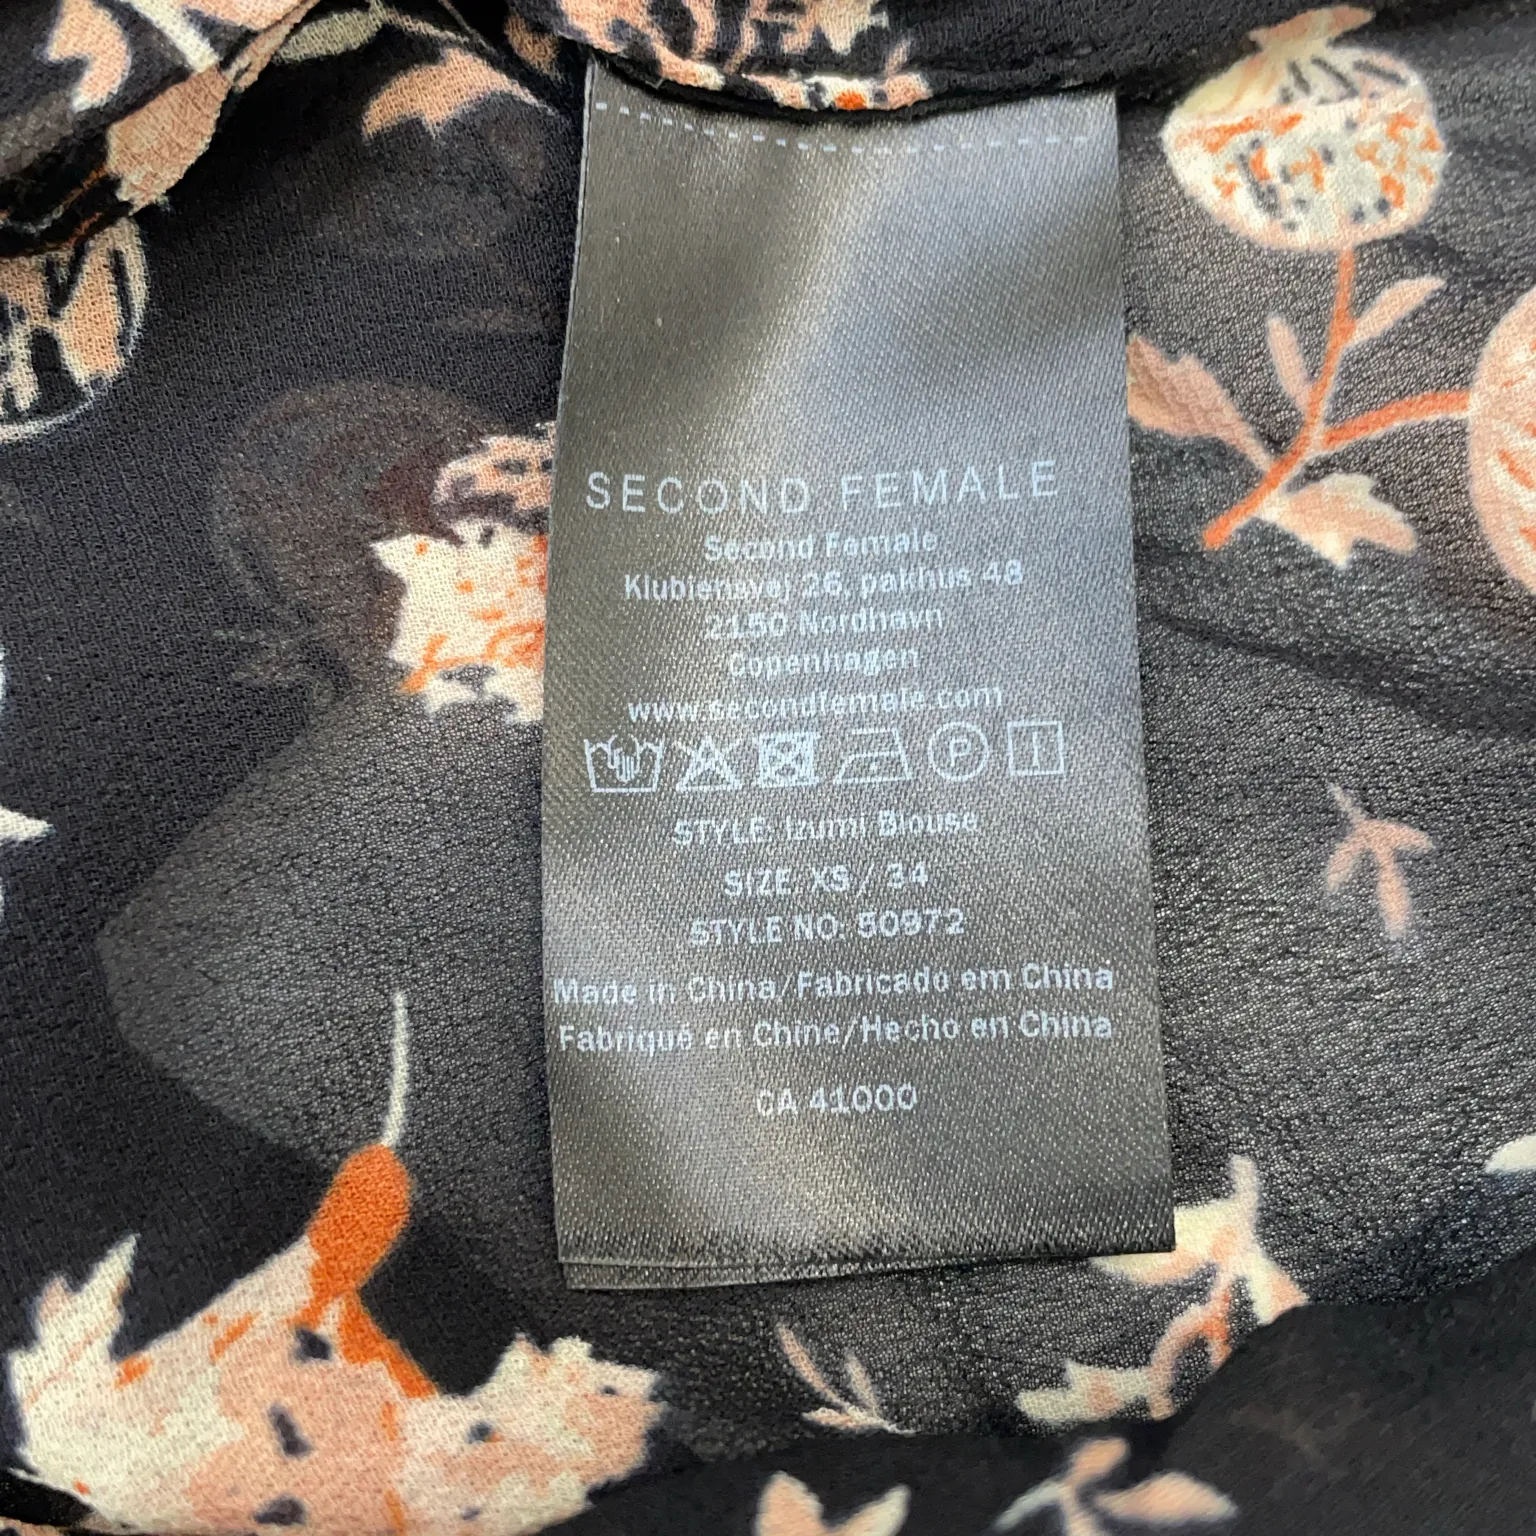 SECOND FEMALE
Second Female
Klubiensvej 26, pakhus 48
2150 Nordhavn
Copenhagen
www.secondfemale.com
P
STYLE: Izumi Blouse
SIZE: XS / 34
STYLE NO: 50972
Made in China/Fabricado em China
Fabriqué en Chine/Hecho en China
CA 41000